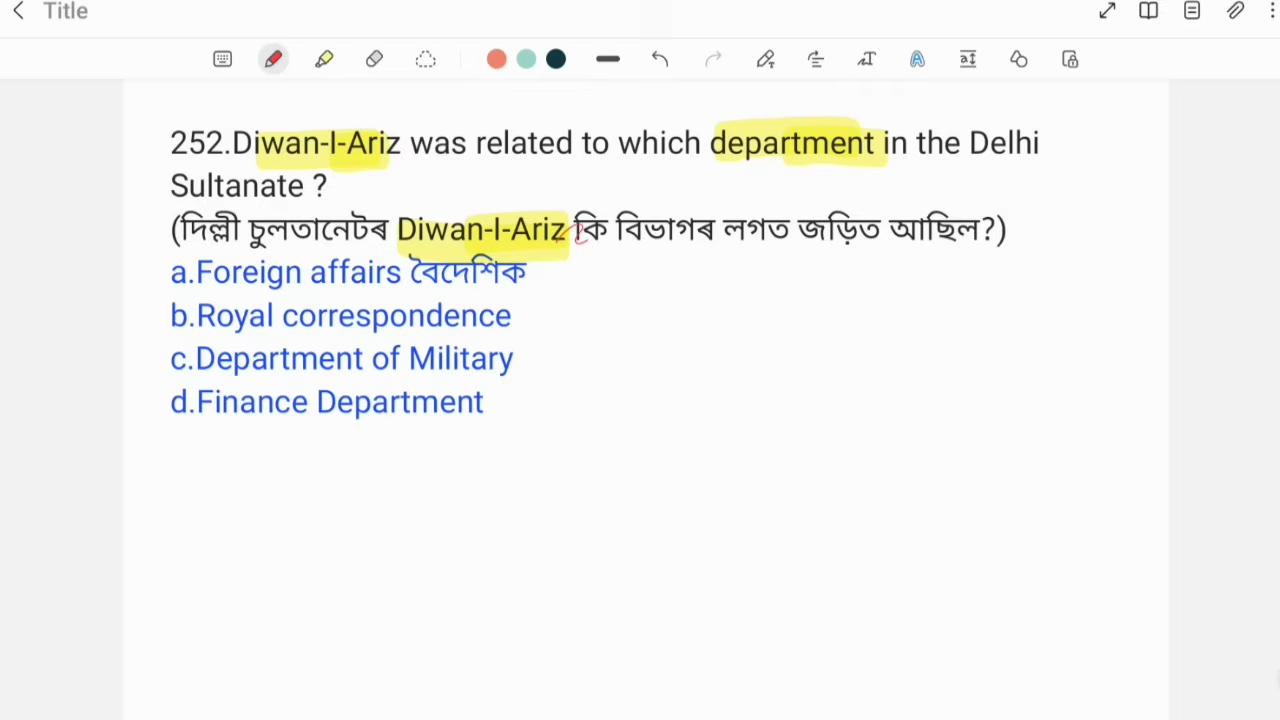 Title
252.Diwan-I-Ariz was related to which department in the Delhi
Sultanate ?
(দিল্লী চুলতানেটৰ Diwan-I-Ariz কি বিভাগৰ লগত জড়িত আছিল?)
a.Foreign affairs বৈদেশিক
b.Royal correspondence
c.Department of Military
d.Finance Department